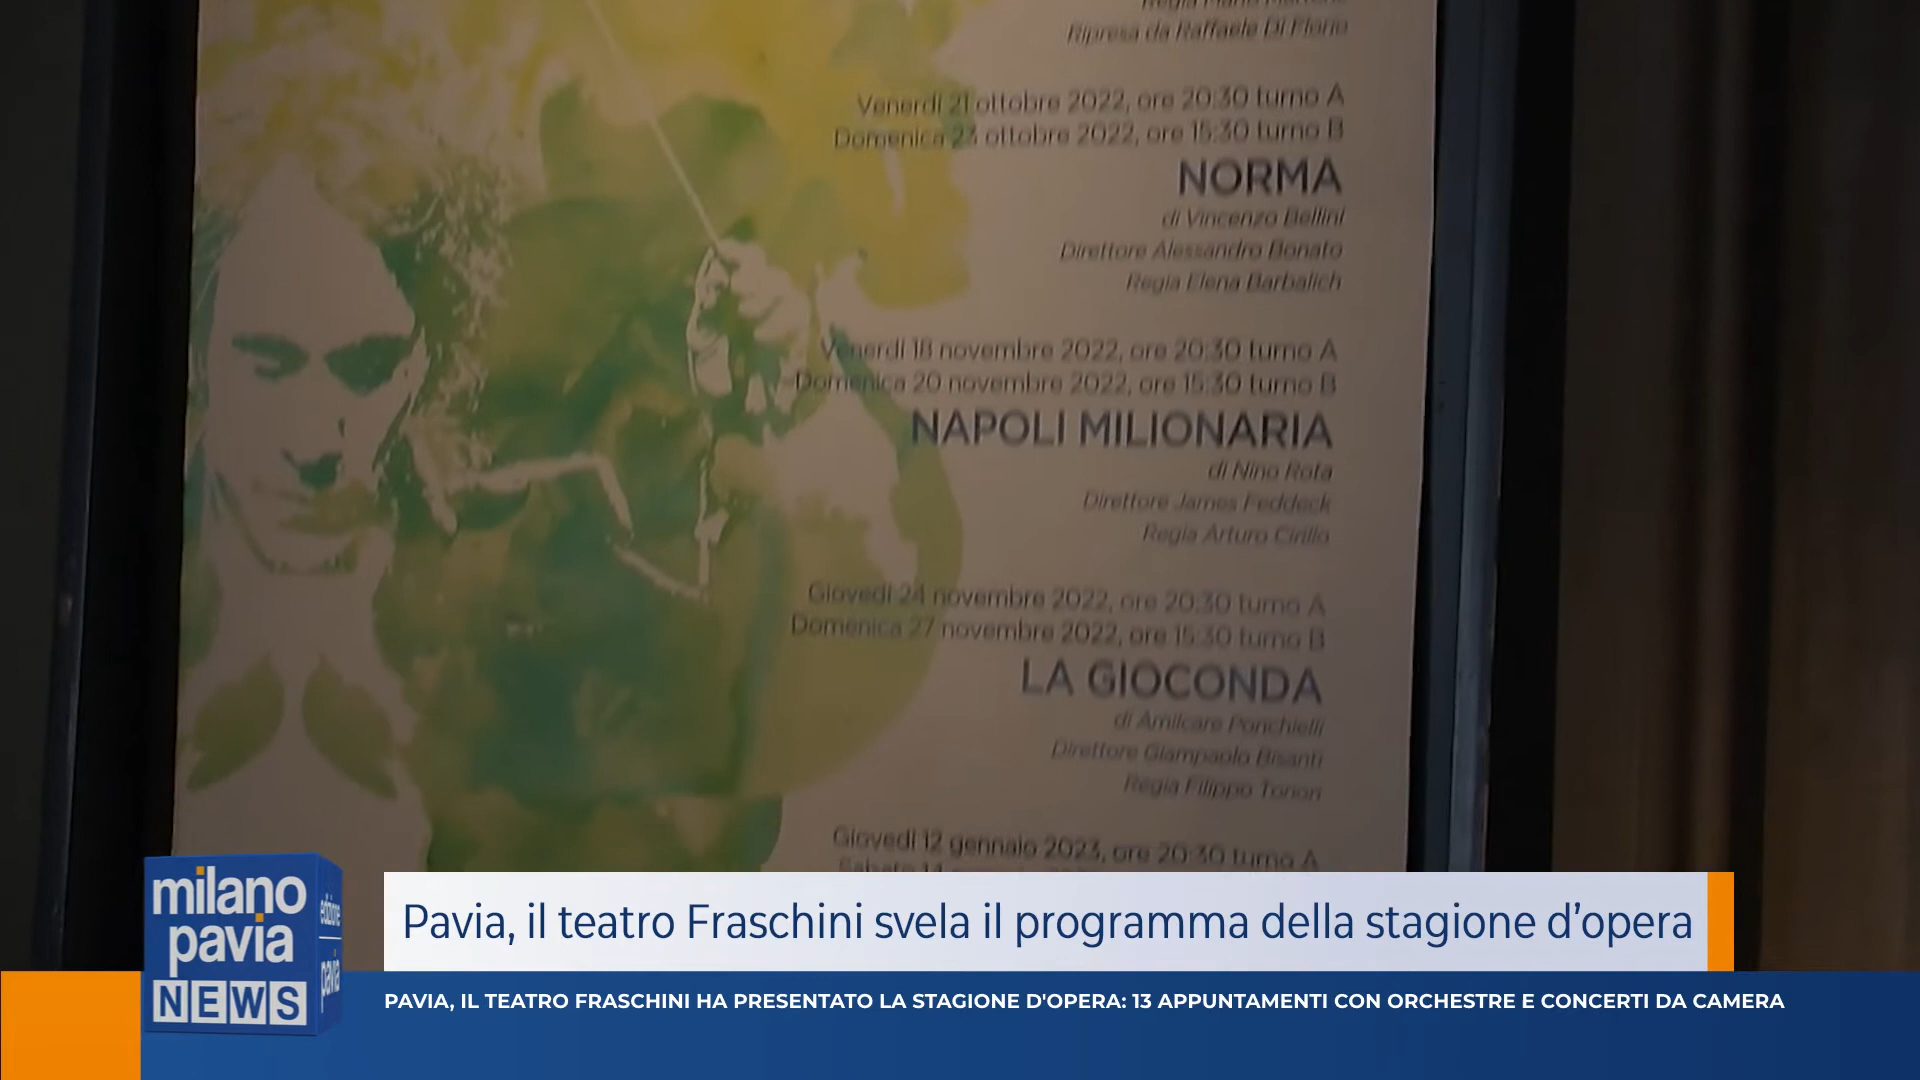 Regia Mario Martone
Ripresa da Raffaele Di Florio
Venerdì 21 ottobre 2022, ore 20:30 turno A
Domenica 23 ottobre 2022, ore 15:30 turno B
NORMA
di Vincenzo Bellini
Direttore Alessandro Bonato
Regia Elena Barbalich
Venerdì 18 novembre 2022, ore 20:30 turno A
Domenica 20 novembre 2022, ore 15:30 turno B
NAPOLI MILIONARIA
di Nino Rota
Direttore James Feddeck
Regia Arturo Cirillo
Giovedì 24 novembre 2022, ore 20:30 turno A
Domenica 27 novembre 2022, ore 15:30 turno B
LA GIOCONDA
di Amilcare Ponchielli
Direttore Giampaolo Bisanti
Regia Filippo Tonon
Giovedì 12 gennaio 2023, ore 20:30 turno A
Sabato 14
Pavia, il teatro Fraschini svela il programma della stagione d'opera
milano
pavia
NEWS
edizione
pavia
PAVIA, IL TEATRO FRASCHINI HA PRESENTATO LA STAGIONE D'OPERA: 13 APPUNTAMENTI CON ORCHESTRE E CONCERTI DA CAMERA